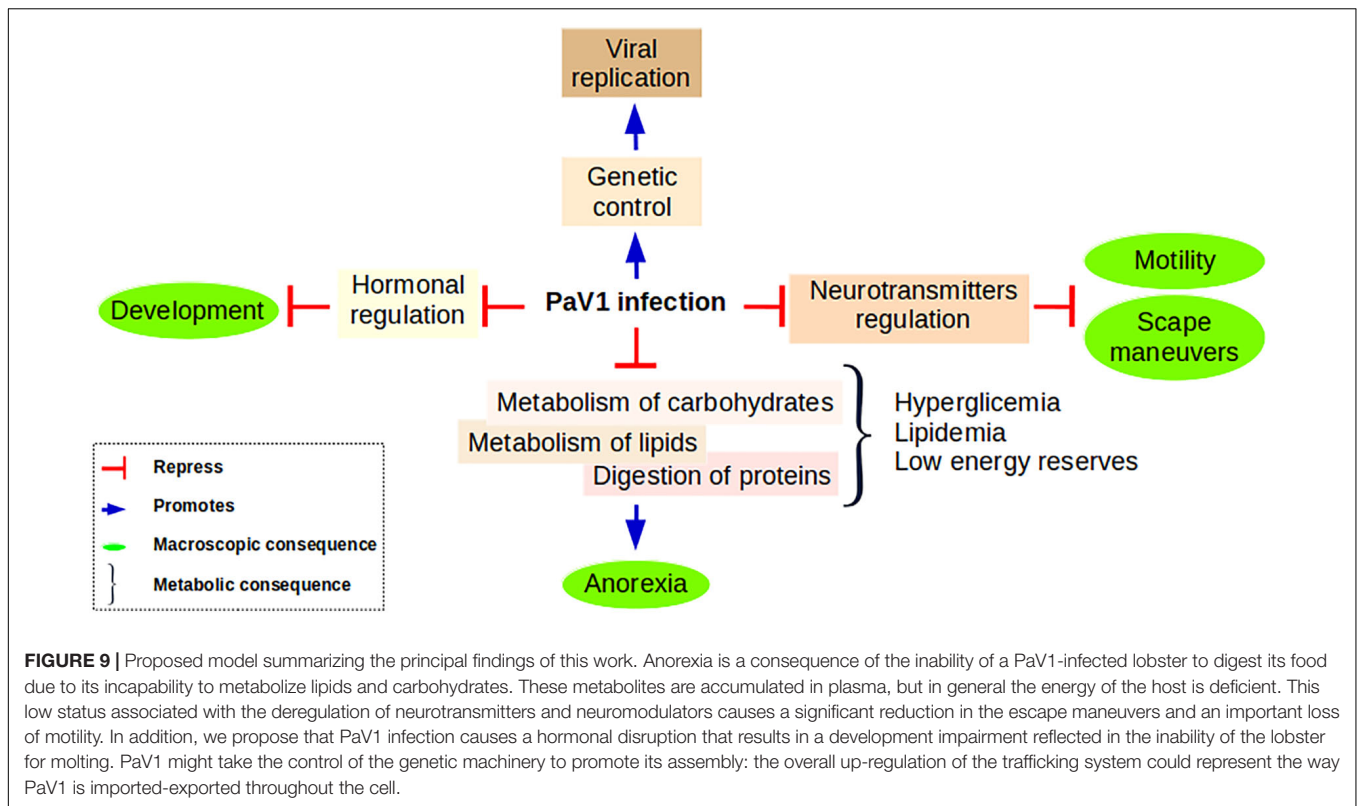 Viral
replication
Genetic
control
Development
Hormonal
regulation
PaV1 infection
Neurotransmitters
regulation
Motility
Scape
maneuvers
Metabolism of carbohydrates
Metabolism of lipids
Digestion of proteins
Hyperglicemia
Lipidemia
Low energy reserves
Anorexia
Repress
Promotes
Macroscopic consequence
Metabolic consequence
FIGURE 9 | Proposed model summarizing the principal findings of this work. Anorexia is a consequence of the inability of a PaV1-infected lobster to digest its food
due to its incapability to metabolize lipids and carbohydrates. These metabolites are accumulated in plasma, but in general the energy of the host is deficient. This
low status associated with the deregulation of neurotransmitters and neuromodulators causes a significant reduction in the escape maneuvers and an important loss
of motility. In addition, we propose that PaV1 infection causes a hormonal disruption that results in a development impairment reflected in the inability of the lobster
for molting. PaV1 might take the control of the genetic machinery to promote its assembly: the overall up-regulation of the trafficking system could represent the way
PaV1 is imported-exported throughout the cell.